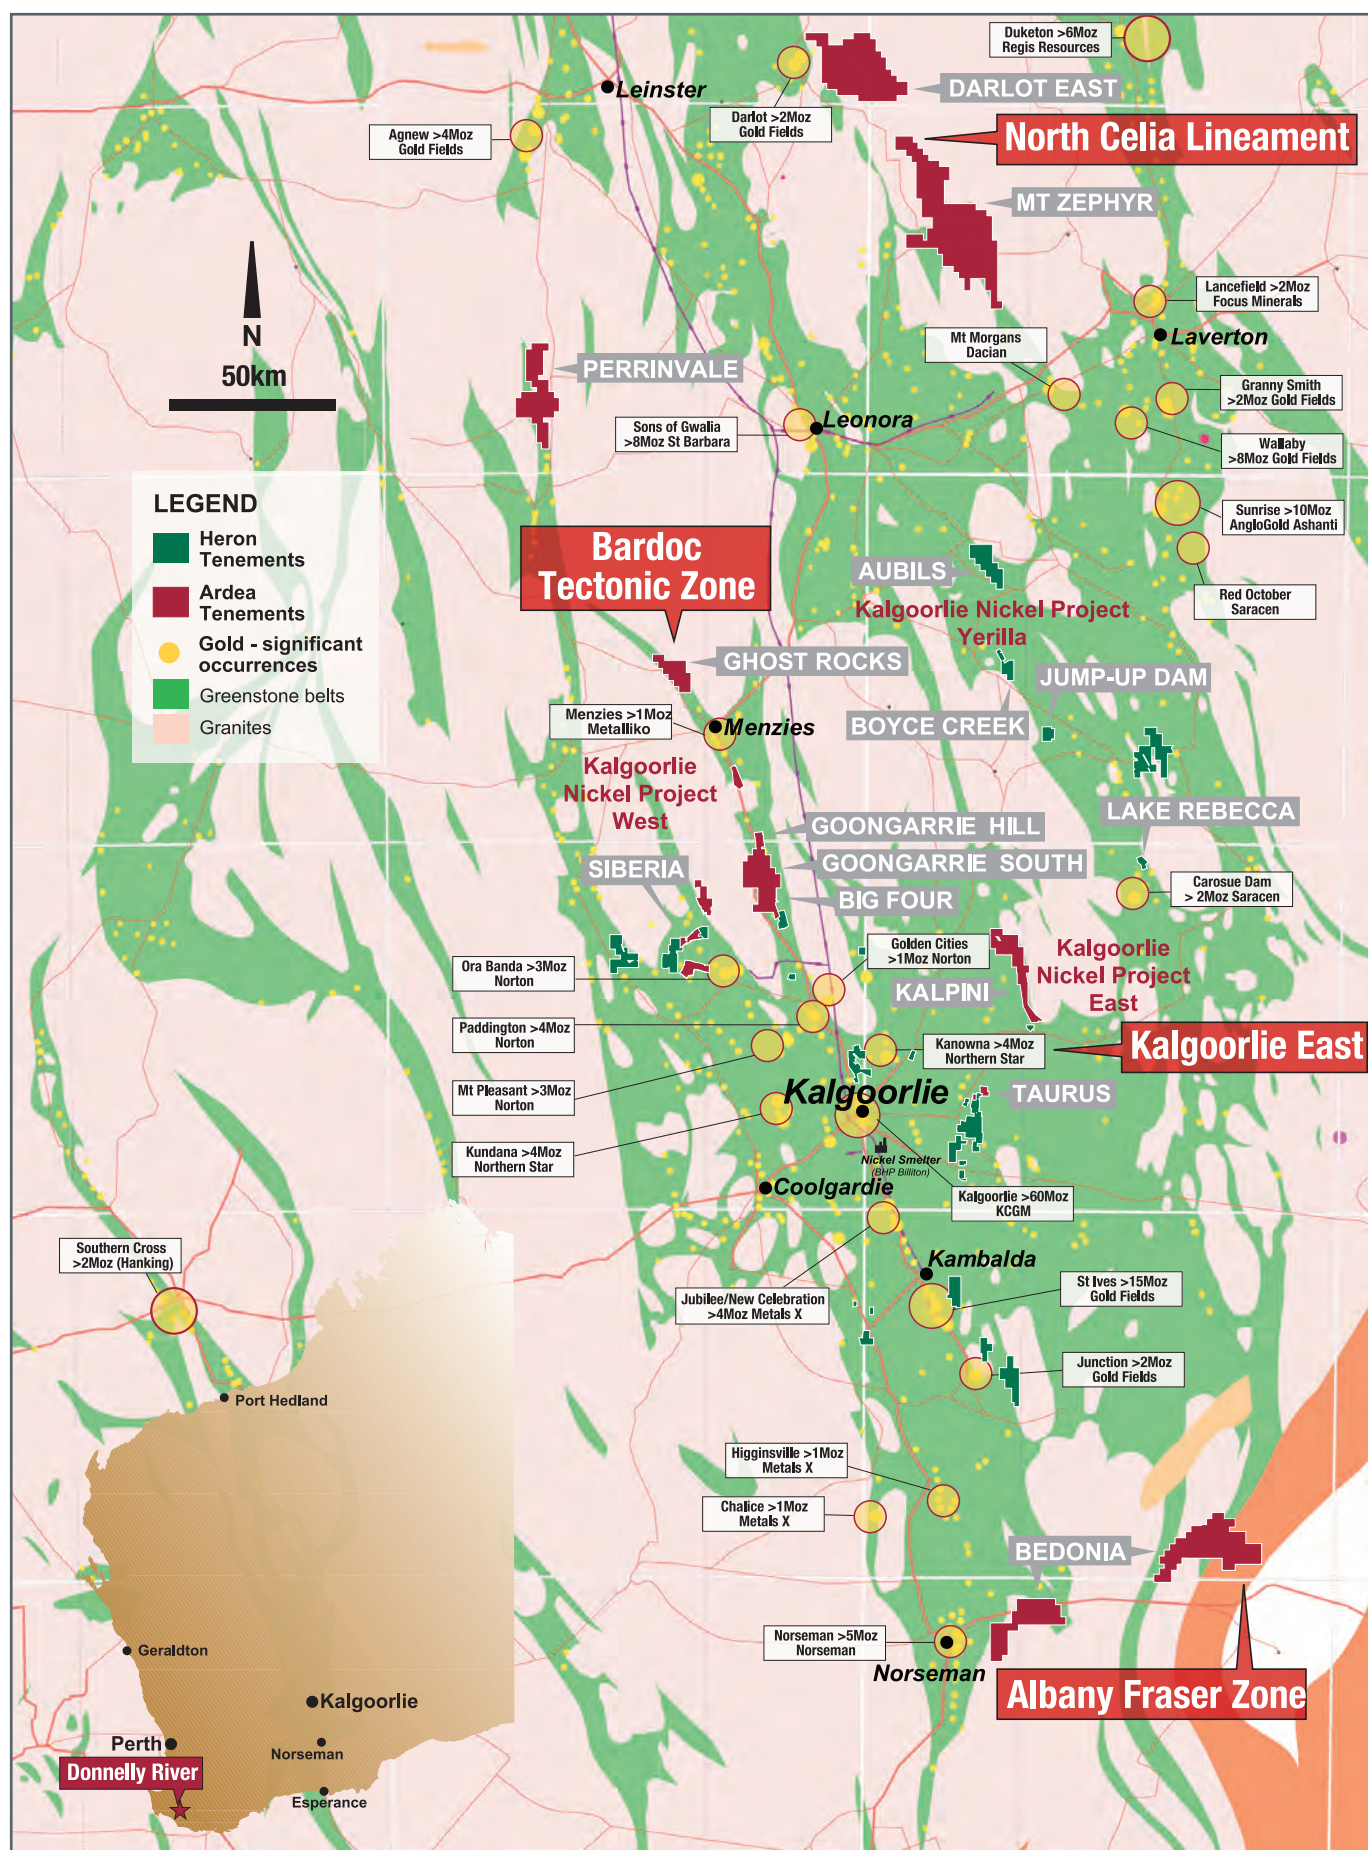 Duketon >6Moz
Regis Resources
DARLOT EAST
Leinster
Darlot >2Moz
Gold Fields
Agnew >4Moz
Gold Fields
North Celia Lineament
MT ZEPHYR
N
50km
Lancefield >2Moz
Focus Minerals
Laverton
Mt Morgans
Dacian
PERRINVALE
Granny Smith
>2Moz Gold Fields
Sons of Gwalia
>8Moz St Barbara
Leonora
Wallaby
>8Moz Gold Fields
LEGEND
Heron
Tenements
Ardea
Tenements
Gold - significant
occurrences
Greenstone belts
Granites
Sunrise >10Moz
AngloGold Ashanti
Bardoc
Tectonic Zone
AUBILS
Red October
Saracen
Kalgoorlie Nickel Project
Yerilla
GHOST ROCKS
JUMP-UP DAM
BOYCE CREEK
Menzies >1Moz
Metalliko
Menzies
Kalgoorlie
Nickel Project
West
LAKE REBECCA
GOONGARRIE HILL
GOONGARRIE SOUTH
SIBERIA
BIG FOUR
Carosue Dam
> 2Moz Saracen
Golden Cities
>1Moz Norton
Kalgoorlie
Nickel Project
East
Ora Banda >3Moz
Norton
KALPINI
Paddington >4Moz
Norton
Kanowna >4Moz
Northern Star
Kalgoorlie East
Mt Pleasant >3Moz
Norton
Kalgoorlie
TAURUS
Kundana >4Moz
Northern Star
Nickel Smelter
(BHP Billiton)
Coolgardie
Kalgoorlie >60Moz
KCGM
Southern Cross
>2Moz (Hanking)
Kambalda
St Ives >15Moz
Gold Fields
Jubilee/New Celebration
>4Moz Metals X
Junction >2Moz
Gold Fields
Port Hedland
Higginsville >1Moz
Metals X
Chalice >1Moz
Metals X
BEDONIA
Norseman >5Moz
Norseman
Norseman
Albany Fraser Zone
Geraldton
Kalgoorlie
Perth
Norseman
Donnelly River
Esperance